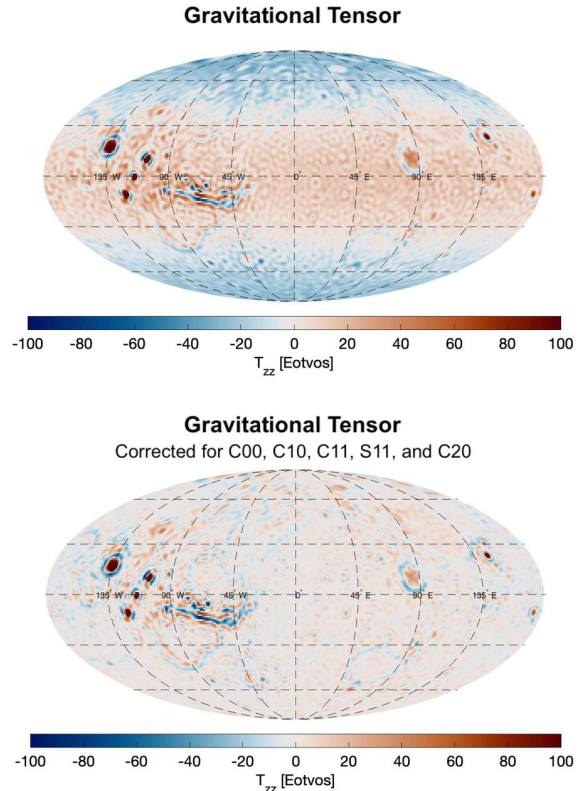 Gravitational Tensor
135 W 90 W 45 W 0 45 E 90 E 135 E
-100 -80 -60 -40 -20 0 20 40 60 80 100
Tzz [Eotvos]
Gravitational Tensor
Corrected for C00, C10, C11, S11, and C20
135 W 90 W 45 W 0 45 E 90 E 135 E
-100 -80 -60 -40 -20 0 20 40 60 80 100
Tzz [Eotvos]